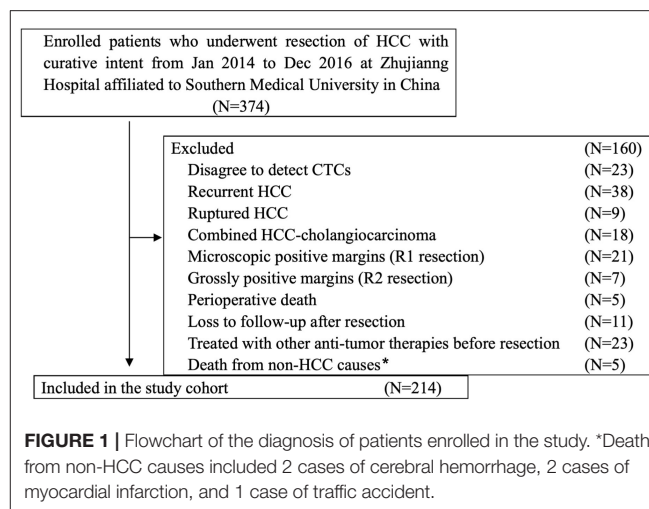 Enrolled patients who underwent resection of HCC with
curative intent from Jan 2014 to Dec 2016 at Zhujianng
Hospital affiliated to Southern Medical University in China
(N=374)
Excluded (N=160)
Disagree to detect CTCs (N=23)
Recurrent HCC (N=38)
Ruptured HCC (N=9)
Combined HCC-cholangiocarcinoma (N=18)
Microscopic positive margins (R1 resection) (N=21)
Grossly positive margins (R2 resection) (N=7)
Perioperative death (N=5)
Loss to follow-up after resection (N=11)
Treated with other anti-tumor therapies before resection (N=23)
Death from non-HCC causes* (N=5)
Included in the study cohort (N=214)
FIGURE 1 | Flowchart of the diagnosis of patients enrolled in the study. *Death
from non-HCC causes included 2 cases of cerebral hemorrhage, 2 cases of
myocardial infarction, and 1 case of traffic accident.